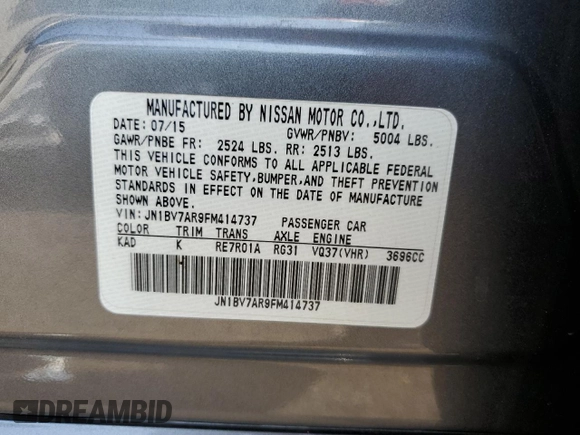 MANUFACTURED BY NISSAN MOTOR CO.,LTD.
DATE: 07/15 GVWR/PNBV: 5004 LBS.
GAWR/PNBE FR: 2524 LBS. RR: 2513 LBS.
THIS VEHICLE CONFORMS TO ALL APPLICABLE FEDERAL
MOTOR VEHICLE SAFETY,BUMPER,AND THEFT PREVENTION
STANDARDS IN EFFECT ON THE DATE OF MANUFACTURE
SHOWN ABOVE.
VIN: JN1BV7AR9FM414737 PASSENGER CAR
COLOR TRIM TRANS AXLE ENGINE
KAD K RE7R01A RG31 VQ37(VHR) 3696CC
JN1BV7AR9FM414737
DREAMBID